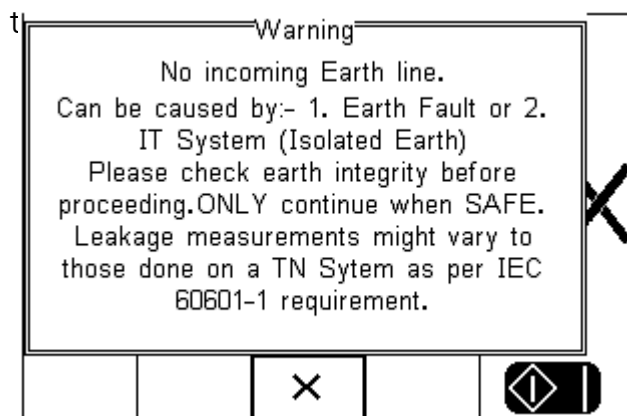 t
Warning
No incoming Earth line.
Can be caused by:- 1. Earth Fault or 2.
IT System (Isolated Earth)
Please check earth integrity before
proceeding.ONLY continue when SAFE.
Leakage measurements might vary to
those done on a TN Sytem as per IEC
60601-1 requirement.